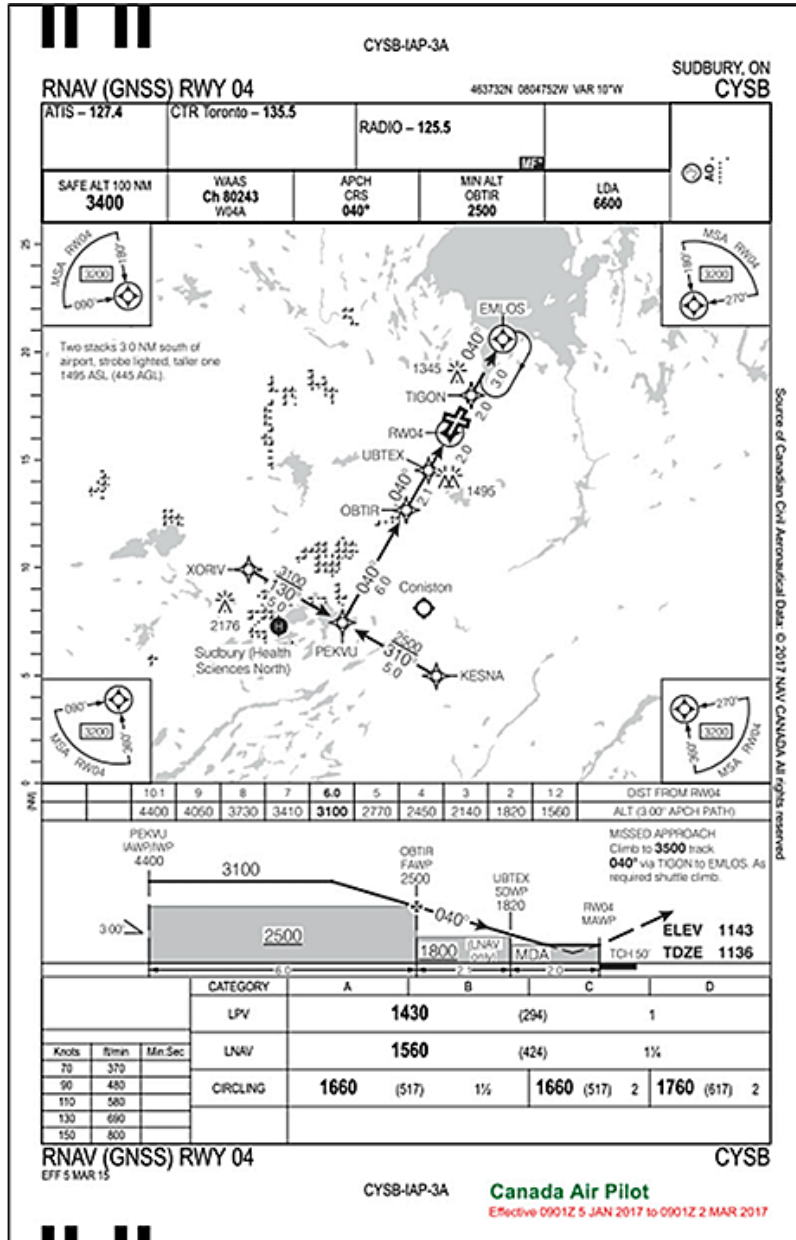 CYSB-IAP-3A
SUDBURY, ON
RNAV (GNSS) RWY 04
463732N 0804752W VAR 10°W
CYSB
ATIS – 127.4
CTR Toronto – 135.5
RADIO – 125.5
MF
AO
SAFE ALT 100 NM
3400
WAAS
Ch 80243
W04A
APCH
CRS
040°
MIN ALT
OBTIR
2500
LDA
6600
25
MSA RW04
3200
180°
090°
MSA RW04
3200
180°
270°
EMLOS
Two stacks 3.0 NM south of
airport, strobe lighted, taller one
1495 ASL (445 AGL).
20
040°
1345
3.0
TIGON
2.0
RW04
2.0
15
UBTEX
040°
1495
OBTIR
2.1
10
XORIV
3100
130°
5.0
040°
6.0
Coniston
2176
H
Sudbury (Health
Sciences North)
PEKVU
2500
310°
5.0
KESNA
5
090°
3200
360°
MSA RW04
270°
3200
360°
MSA RW04
0
(NM)
Source of Canadian Civil Aeronautical Data: © 2017 NAV CANADA All rights reserved
10.1 9 8 7 6.0 5 4 3 2 1.2 DIST FROM RW04
4400 4050 3730 3410 3100 2770 2450 2140 1820 1560 ALT (3.00° APCH PATH)
PEKVU
IAWP/IWP
4400
3100
OBTIR
FAWP
2500
UBTEX
SDWP
1820
RW04
MAWP
MISSED APPROACH
Climb to 3500 track
040° via TIGON to EMLOS. As
required shuttle climb.
3.00°
040°
2500
1800 (LNAV only)
MDA
TCH 50'
ELEV 1143
TDZE 1136
6.0 2.1 2.0
CATEGORY A B C D
LPV 1430 (294) 1
LNAV 1560 (424) 1¼
CIRCLING 1660 (517) 1½ 1660 (517) 2 1760 (617) 2
Knots ft/min Min:Sec
70 370
90 480
110 580
130 690
150 800
RNAV (GNSS) RWY 04
CYSB
EFF 5 MAR 15
CYSB-IAP-3A
Canada Air Pilot
Effective 0901Z 5 JAN 2017 to 0901Z 2 MAR 2017